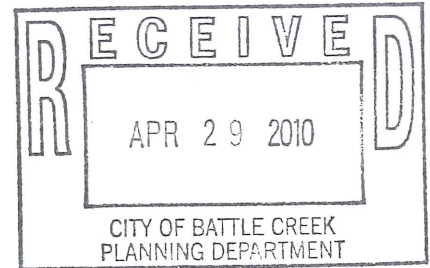 RECEIVED
APR 29 2010
CITY OF BATTLE CREEK
PLANNING DEPARTMENT